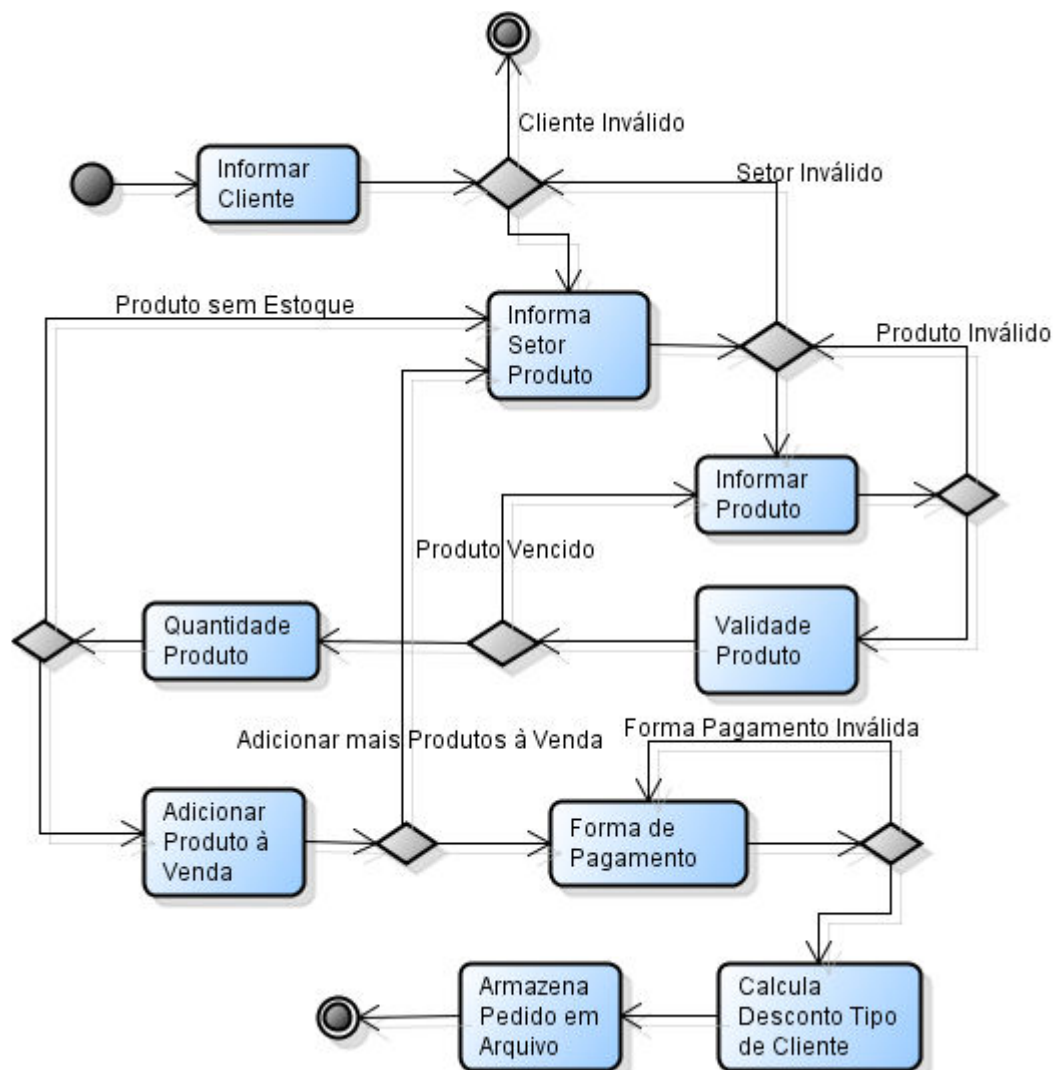 Cliente Inválido
Informar
Cliente
Setor Inválido
Produto sem Estoque
Informa
Setor
Produto
Produto Inválido
Informar
Produto
Produto Vencido
Quantidade
Produto
Validade
Produto
Adicionar mais Produtos à Venda
Forma Pagamento Inválida
Adicionar
Produto à
Venda
Forma de
Pagamento
Armazena
Pedido em
Arquivo
Calcula
Desconto Tipo
de Cliente